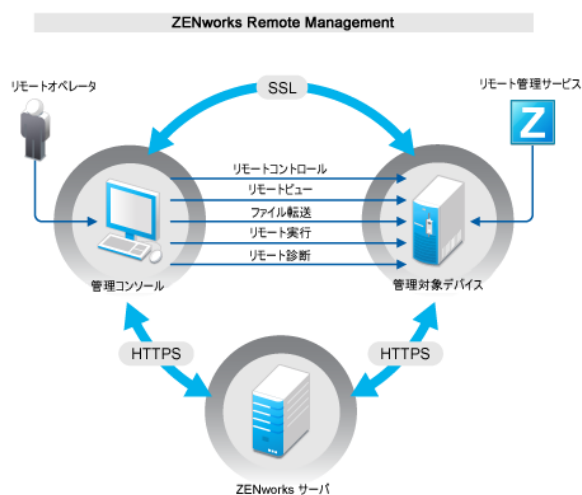 ZENworks Remote Management
リモートオペレータ
SSL
リモート管理サービス
Z
リモートコントロール
リモートビュー
ファイル転送
リモート実行
リモート診断
管理コンソール
管理対象デバイス
HTTPS
HTTPS
ZENworks サーバ